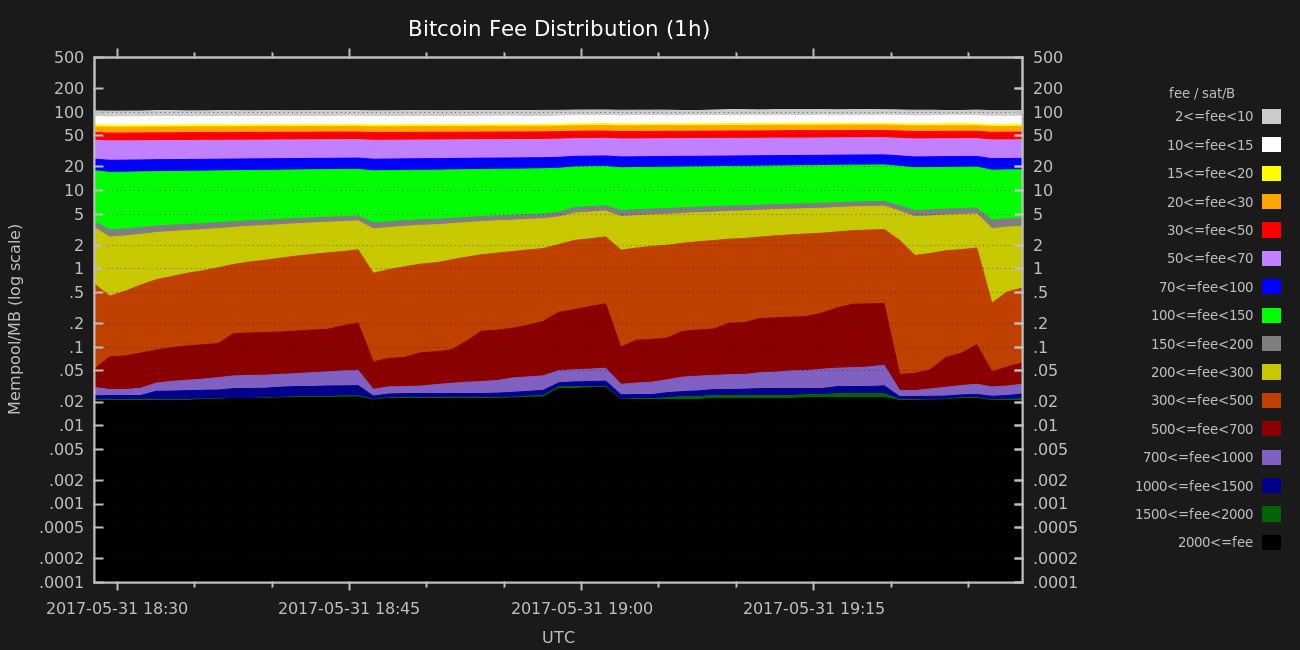 Bitcoin Fee Distribution (1h)
Mempool/MB (log scale)
500
200
100
50
20
10
5
2
1
.5
.2
.1
.05
.02
.01
.005
.002
.001
.0005
.0002
.0001
500
200
100
50
20
10
5
2
1
.5
.2
.1
.05
.02
.01
.005
.002
.001
.0005
.0002
.0001
2017-05-31 18:30
2017-05-31 18:45
2017-05-31 19:00
2017-05-31 19:15
UTC
fee / sat/B
2<=fee<10
10<=fee<15
15<=fee<20
20<=fee<30
30<=fee<50
50<=fee<70
70<=fee<100
100<=fee<150
150<=fee<200
200<=fee<300
300<=fee<500
500<=fee<700
700<=fee<1000
1000<=fee<1500
1500<=fee<2000
2000<=fee